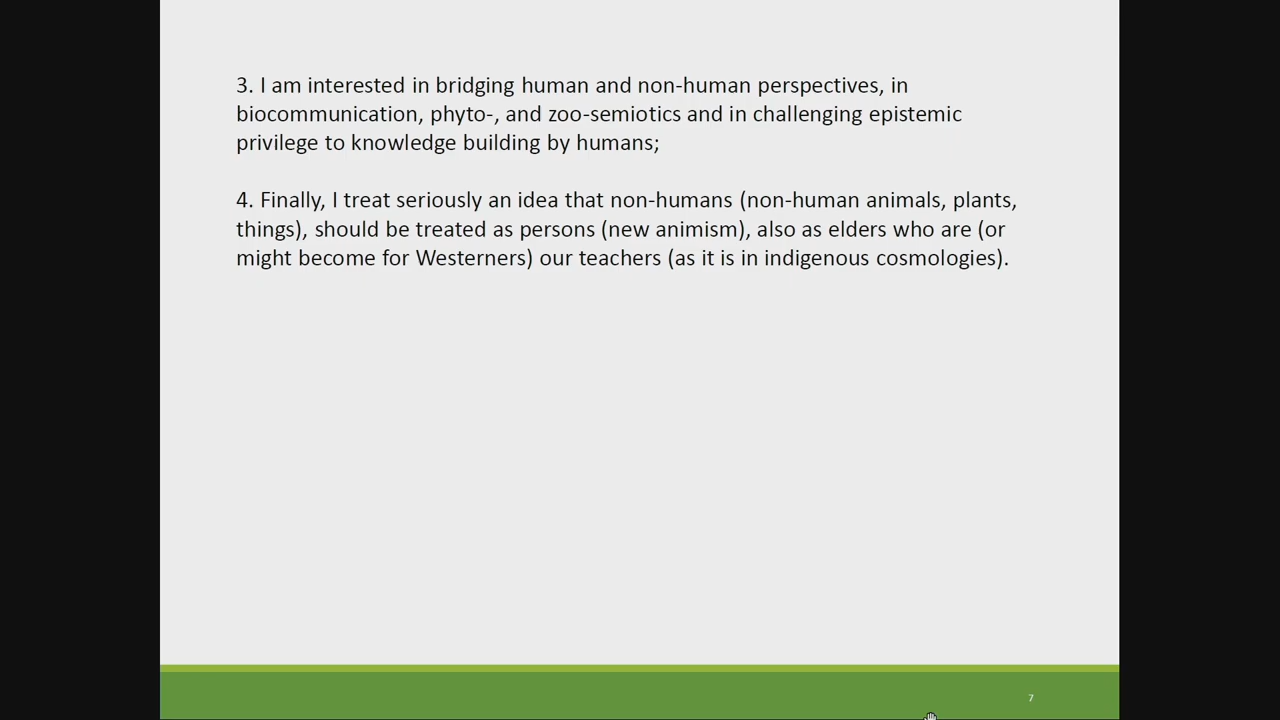 3. I am interested in bridging human and non-human perspectives, in
biocommunication, phyto-, and zoo-semiotics and in challenging epistemic
privilege to knowledge building by humans;
4. Finally, I treat seriously an idea that non-humans (non-human animals, plants,
things), should be treated as persons (new animism), also as elders who are (or
might become for Westerners) our teachers (as it is in indigenous cosmologies).
7